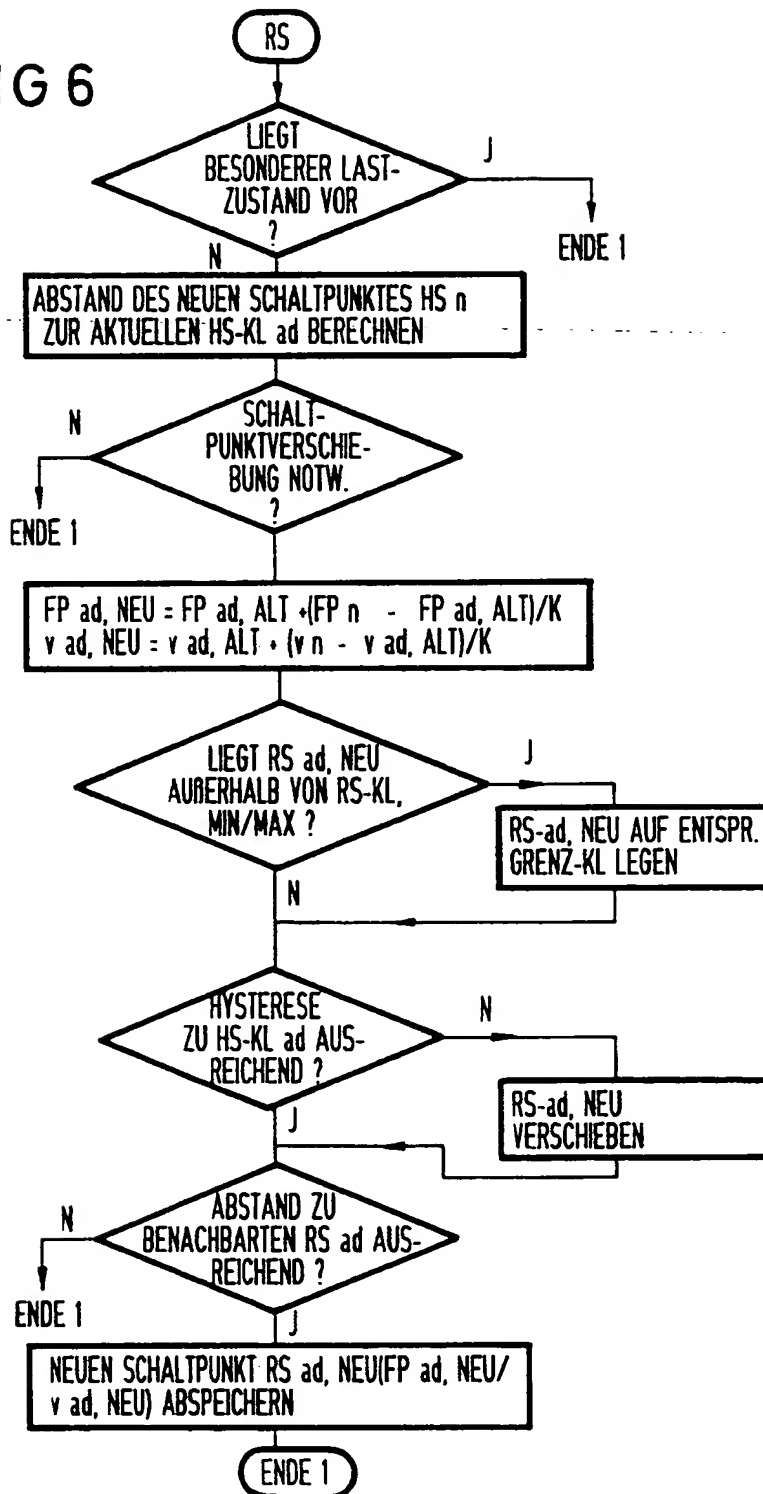 RS
IG 6
LIEGT
BESONDERER LAST-
ZUSTAND VOR
?
J
ENDE 1
N
ABSTAND DES NEUEN SCHALTPUNKTES HS n
ZUR AKTUELLEN HS-KL ad BERECHNEN
N
SCHALT-
PUNKTVERSCHIE-
BUNG NOTW.
?
ENDE 1
FP ad, NEU = FP ad, ALT +(FP n - FP ad, ALT)/K
v ad, NEU = v ad, ALT + (v n - v ad, ALT)/K
LIEGT RS ad, NEU
AUßERHALB VON RS-KL,
MIN/MAX ?
J
RS-ad, NEU AUF ENTSPR.
GRENZ-KL LEGEN
N
HYSTERESE
ZU HS-KL ad AUS-
REICHEND ?
N
RS-ad, NEU
VERSCHIEBEN
J
N
ABSTAND ZU
BENACHBARTEN RS ad AUS-
REICHEND ?
ENDE 1
J
NEUEN SCHALTPUNKT RS ad, NEU(FP ad, NEU/
v ad, NEU) ABSPEICHERN
ENDE 1